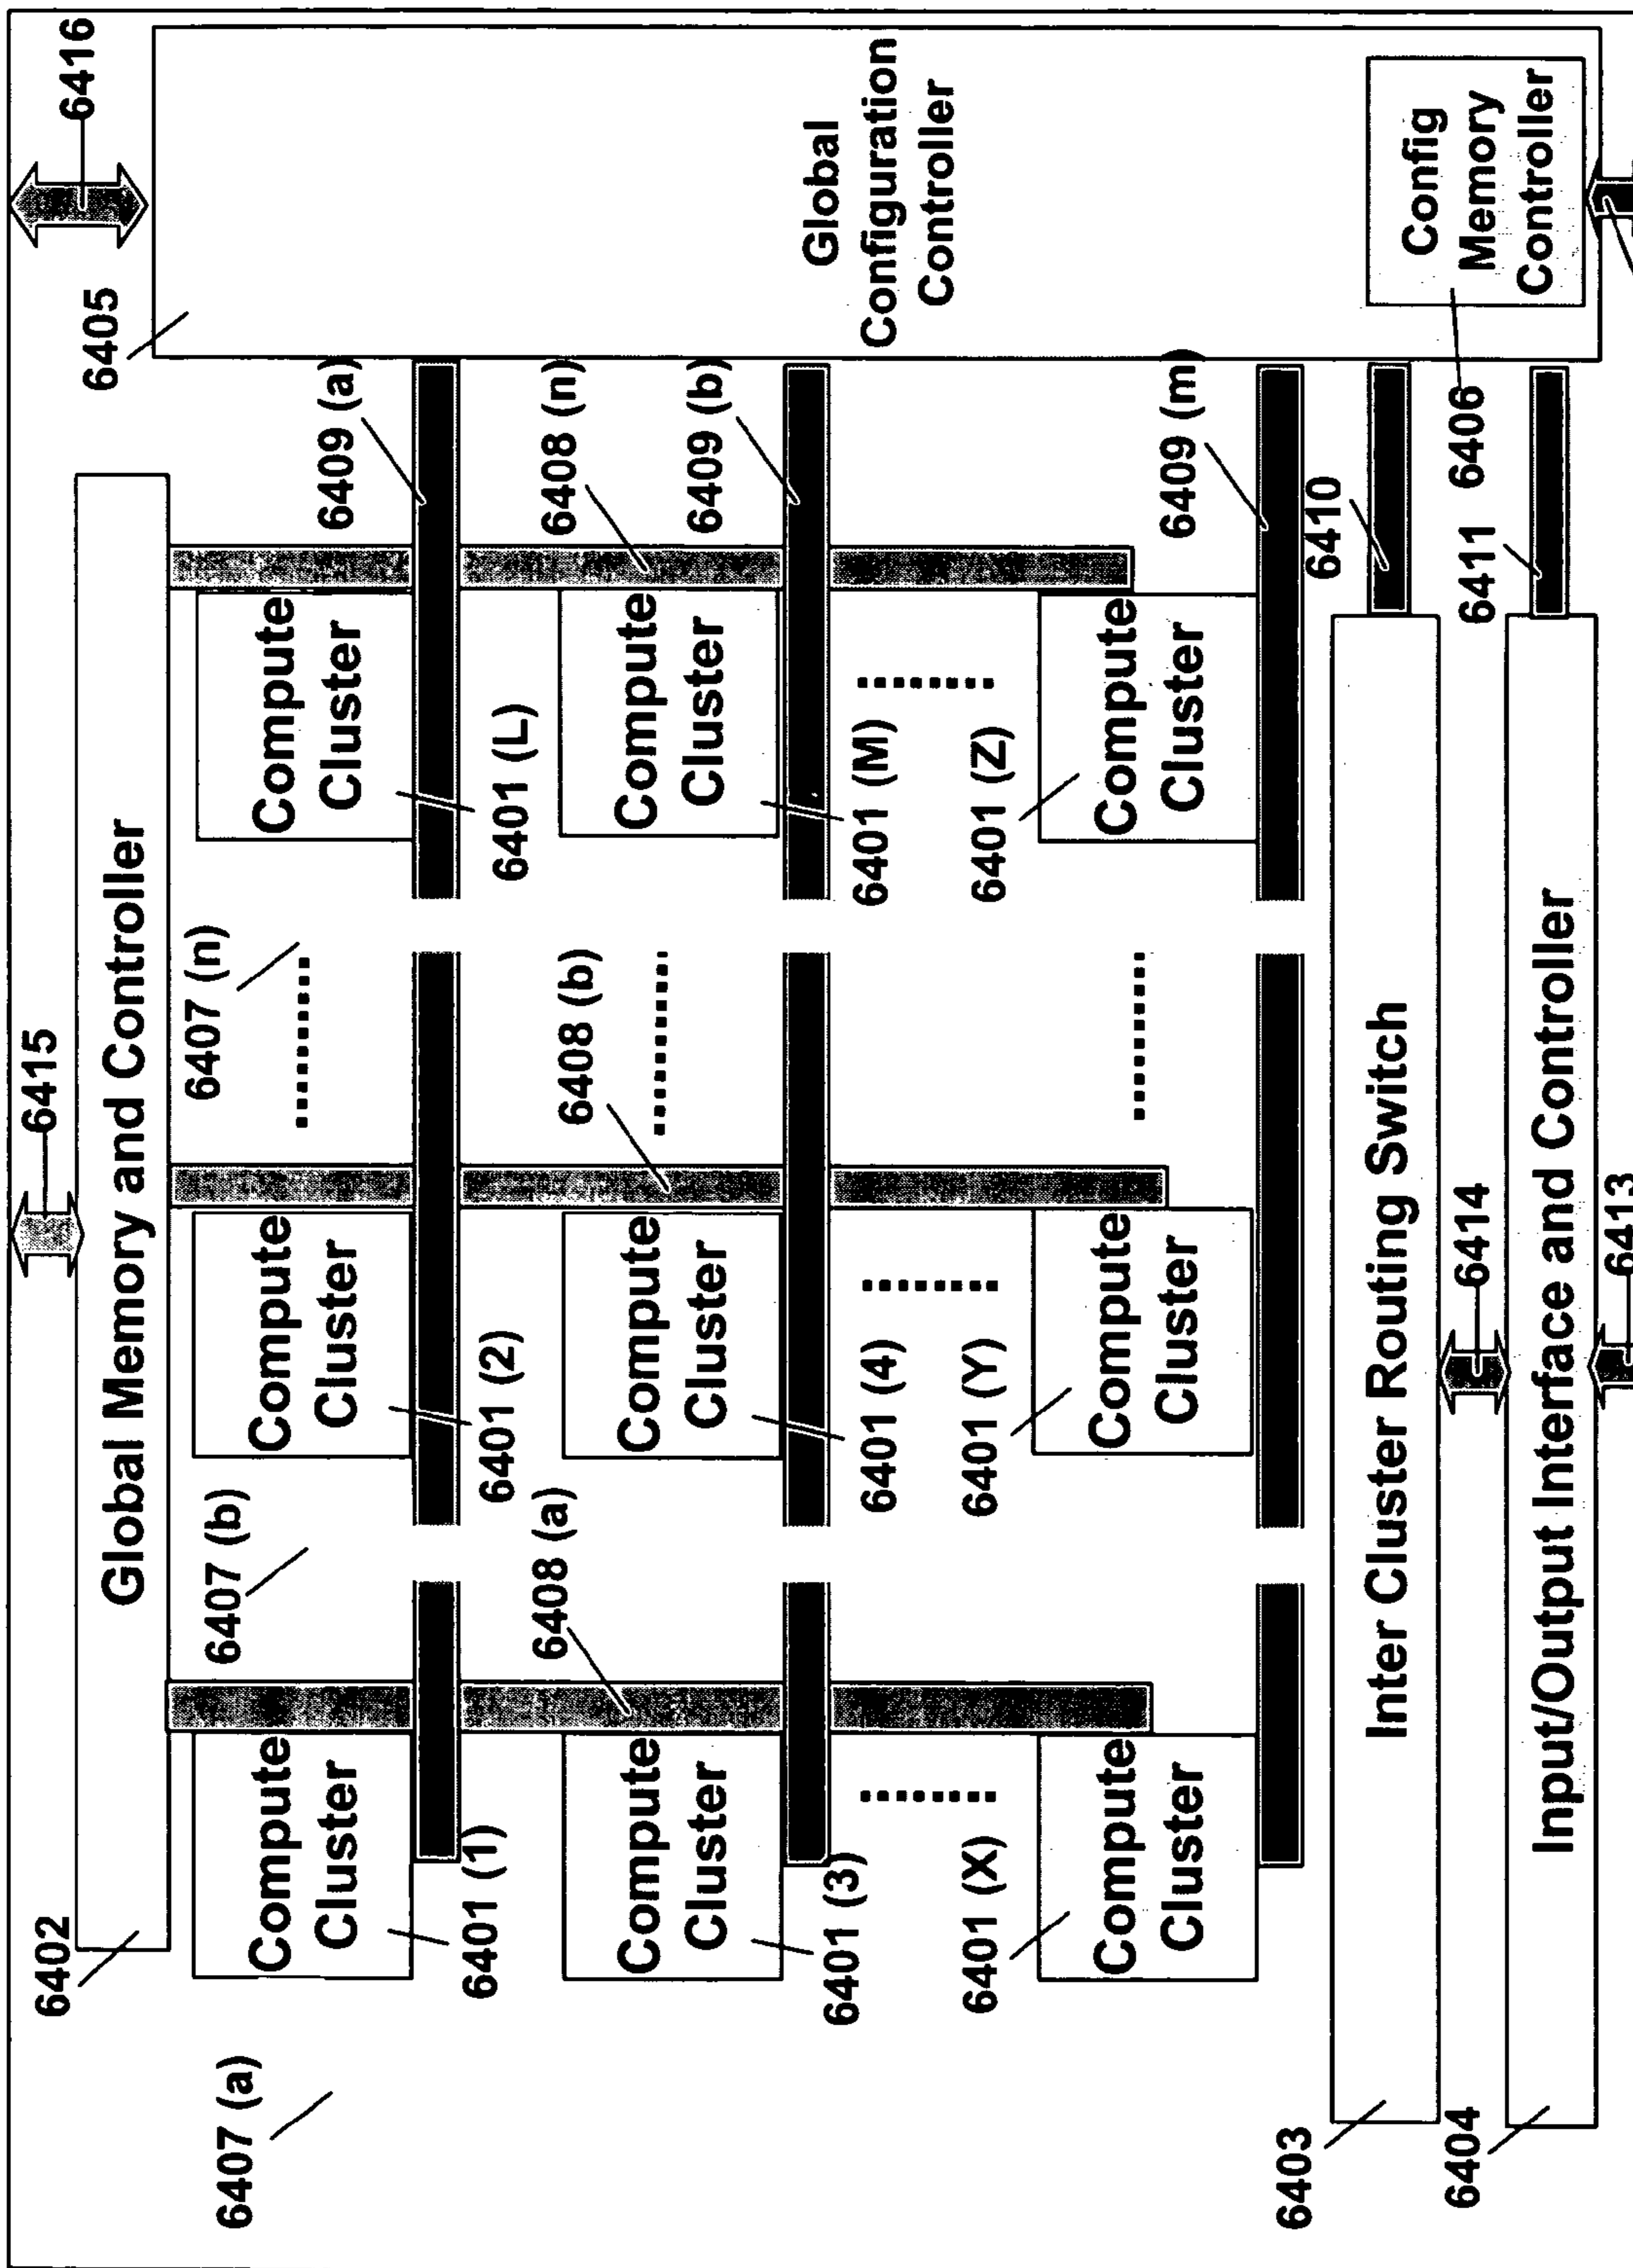 6415
6416
6402
Global Memory and Controller
6405
6407 (a)
6407 (b)
6407 (n)
Compute
Cluster
Compute
Cluster
Compute
Cluster
6409 (a)
6401 (1)
6401 (2)
6401 (L)
6408 (a)
6408 (b)
6408 (n)
Compute
Cluster
Compute
Cluster
Compute
Cluster
6409 (b)
6401 (3)
6401 (4)
6401 (M)
Global
Configuration
Controller
6401 (X)
6401 (Y)
6401 (Z)
Compute
Cluster
Compute
Cluster
Compute
Cluster
6409 (m)
6403
Inter Cluster Routing Switch
6410
6414
6406
Config
Memory
Controller
6404
Input/Output Interface and Controller
6411
6413